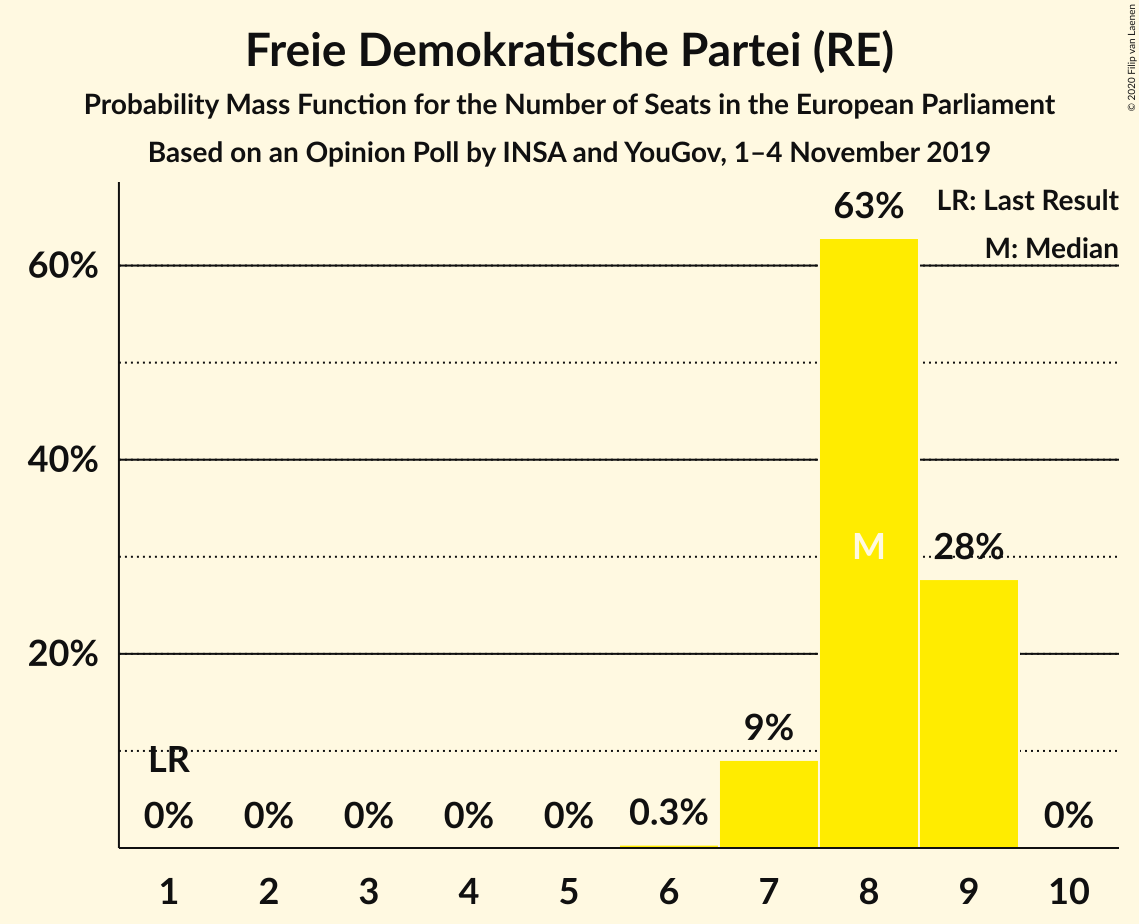 Freie Demokratische Partei (RE)
Probability Mass Function for the Number of Seats in the European Parliament
Based on an Opinion Poll by INSA and YouGov, 1–4 November 2019
© 2020 Filip van Laenen
LR: Last Result
M: Median
60%
40%
20%
LR
M
0%
0%
0%
0%
0%
0.3%
9%
63%
28%
0%
1 2 3 4 5 6 7 8 9 10